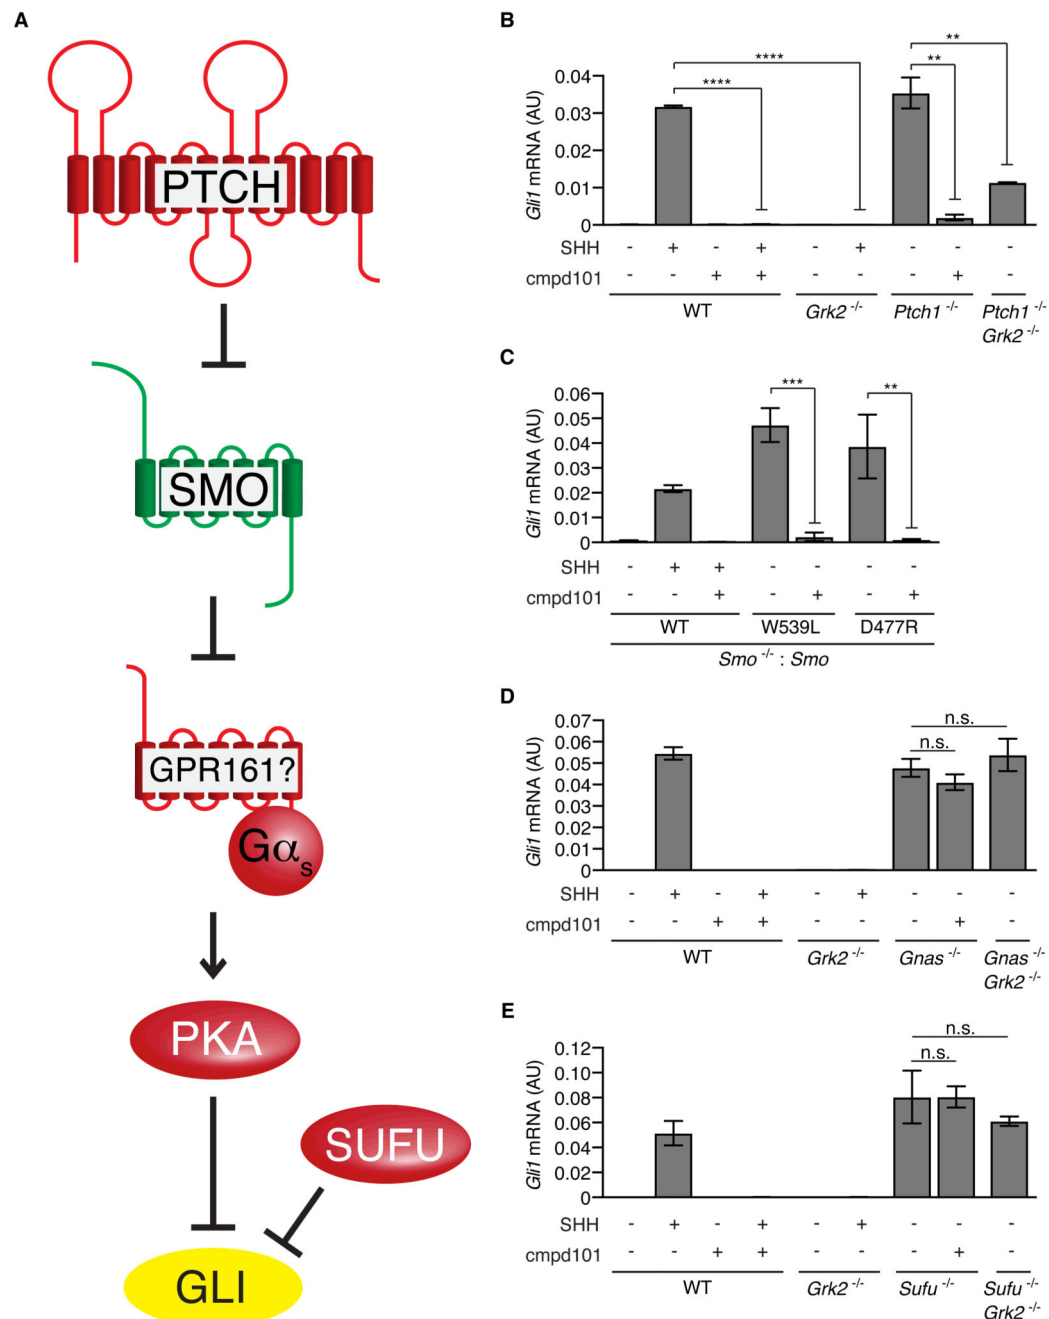 A
PTCH
SMO
GPR161?
Gαs
PKA
SUFU
GLI
B
Gli1 mRNA (AU)
0.04
0.03
0.02
0.01
0
****
****
**
**
SHH - + - + - + - - -
cmpd101 - - + + - - - + -
WT Grk2 -/- Ptch1 -/- Ptch1 -/-
Grk2 -/-
C
Gli1 mRNA (AU)
0.06
0.05
0.04
0.03
0.02
0.01
0
***
**
SHH - + + - - - -
cmpd101 - - + - + - +
WT W539L D477R
Smo -/- : Smo
D
Gli1 mRNA (AU)
0.07
0.06
0.05
0.04
0.03
0.02
0.01
0
n.s.
n.s.
SHH - + - + - + - - -
cmpd101 - - + + - - - + -
WT Grk2 -/- Gnas -/- Gnas -/-
Grk2 -/-
E
Gli1 mRNA (AU)
0.12
0.10
0.08
0.06
0.04
0.02
0
n.s.
n.s.
SHH - + - + - + - - -
cmpd101 - - + + - - - + -
WT Grk2 -/- Sufu -/- Sufu -/-
Grk2 -/-